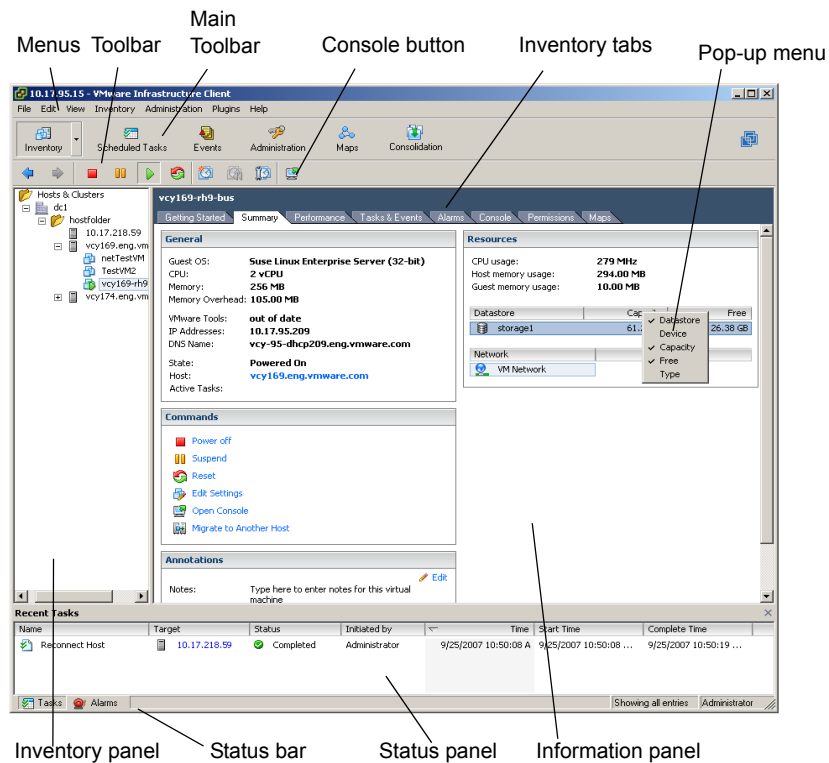 Main
Menus Toolbar Toolbar Console button Inventory tabs Pop-up menu
10.17.95.15 - VMware Infrastructure Client
File Edit View Inventory Administration Plugins Help
Inventory Scheduled Tasks Events Administration Maps Consolidation
Hosts & Clusters
dc1
hostfolder
10.17.218.59
vcy169.eng.vm
netTestVM
TestVM2
vcy169-rh9
vcy174.eng.vm
vcy169-rh9-bus
Getting Started Summary Performance Tasks & Events Alarms Console Permissions Maps
General
Guest OS: Suse Linux Enterprise Server (32-bit)
CPU: 2 vCPU
Memory: 256 MB
Memory Overhead: 105.00 MB
VMware Tools: out of date
IP Addresses: 10.17.95.209
DNS Name: vcy-95-dhcp209.eng.vmware.com
State: Powered On
Host: vcy169.eng.vmware.com
Active Tasks:
Commands
Power off
Suspend
Reset
Edit Settings
Open Console
Migrate to Another Host
Annotations
Edit
Notes: Type here to enter notes for this virtual
machine
Resources
CPU usage: 279 MHz
Host memory usage: 294.00 MB
Guest memory usage: 10.00 MB
Datastore Free
storage1 26.38 GB
Network
VM Network
Datastore
Device
Capacity
Free
Type
Recent Tasks
Name Target Status Initiated by Time Start Time Complete Time
Reconnect Host 10.17.218.59 Completed Administrator 9/25/2007 10:50:08 A 9/25/2007 10:50:08 ... 9/25/2007 10:50:19 ...
Tasks Alarms Showing all entries Administrator
Inventory panel Status bar Status panel Information panel